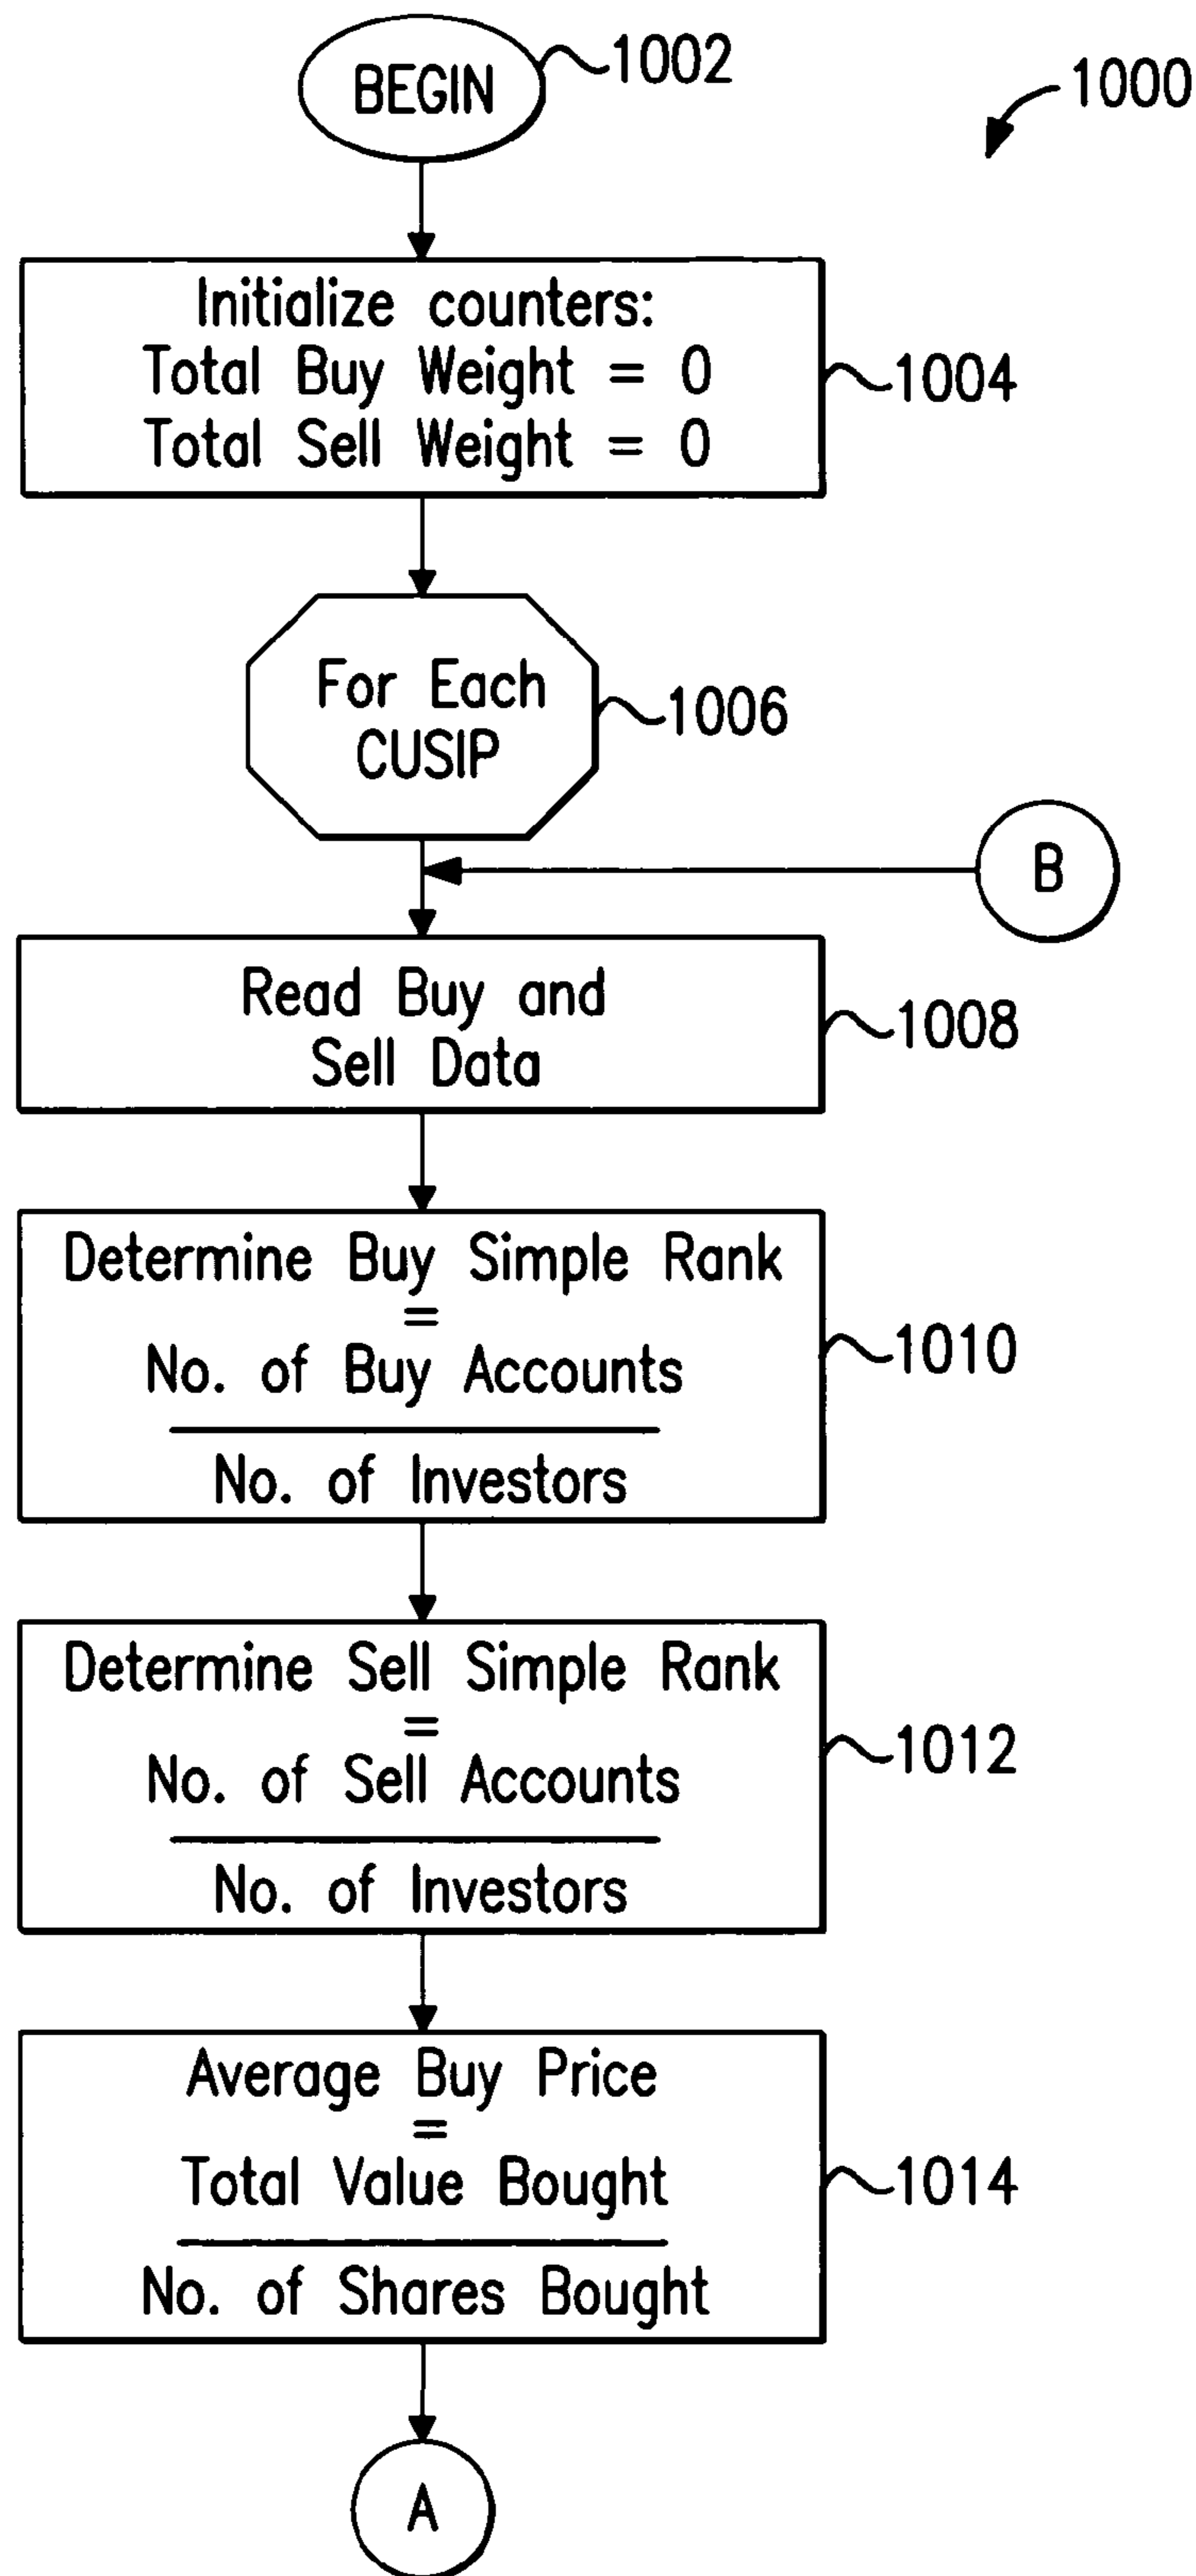 BEGIN
1002
1000
Initialize counters:
Total Buy Weight = 0
Total Sell Weight = 0
1004
For Each
CUSIP
1006
B
Read Buy and
Sell Data
1008
Determine Buy Simple Rank
=
No. of Buy Accounts
No. of Investors
1010
Determine Sell Simple Rank
=
No. of Sell Accounts
No. of Investors
1012
Average Buy Price
=
Total Value Bought
No. of Shares Bought
1014
A